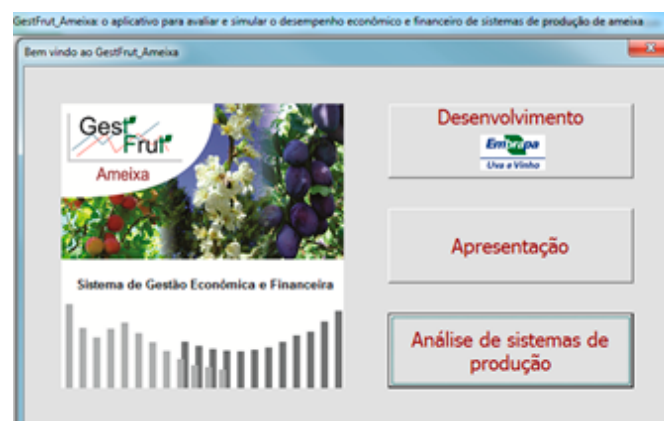 GestFrut_Ameixa: o aplicativo para avaliar e simular o desempenho econômico e financeiro de sistemas de produção de ameixa
Bem vindo ao GestFrut_Ameixa
Gest
Frut
Ameixa
Sistema de Gestão Econômica e Financeira
Desenvolvimento
Embrapa
Uva e Vinho
Apresentação
Análise de sistemas de
produção